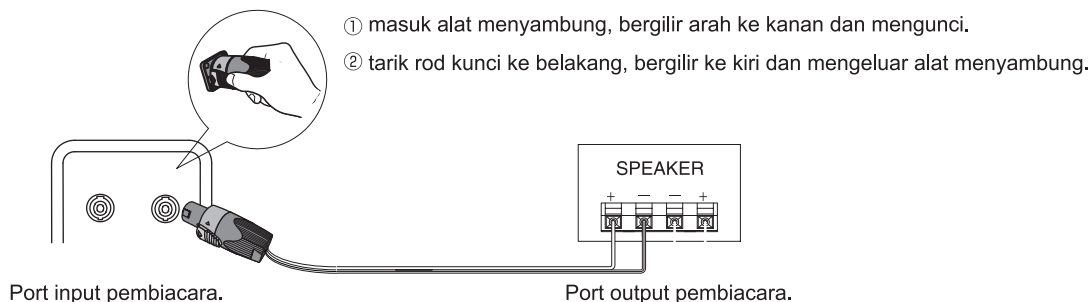 ① masuk alat menyambung, bergilir arah ke kanan dan mengunci.
② tarik rod kunci ke belakang, bergilir ke kiri dan mengeluar alat menyambung.
SPEAKER
+ − − +
Port input pembiacara.
Port output pembiacara.